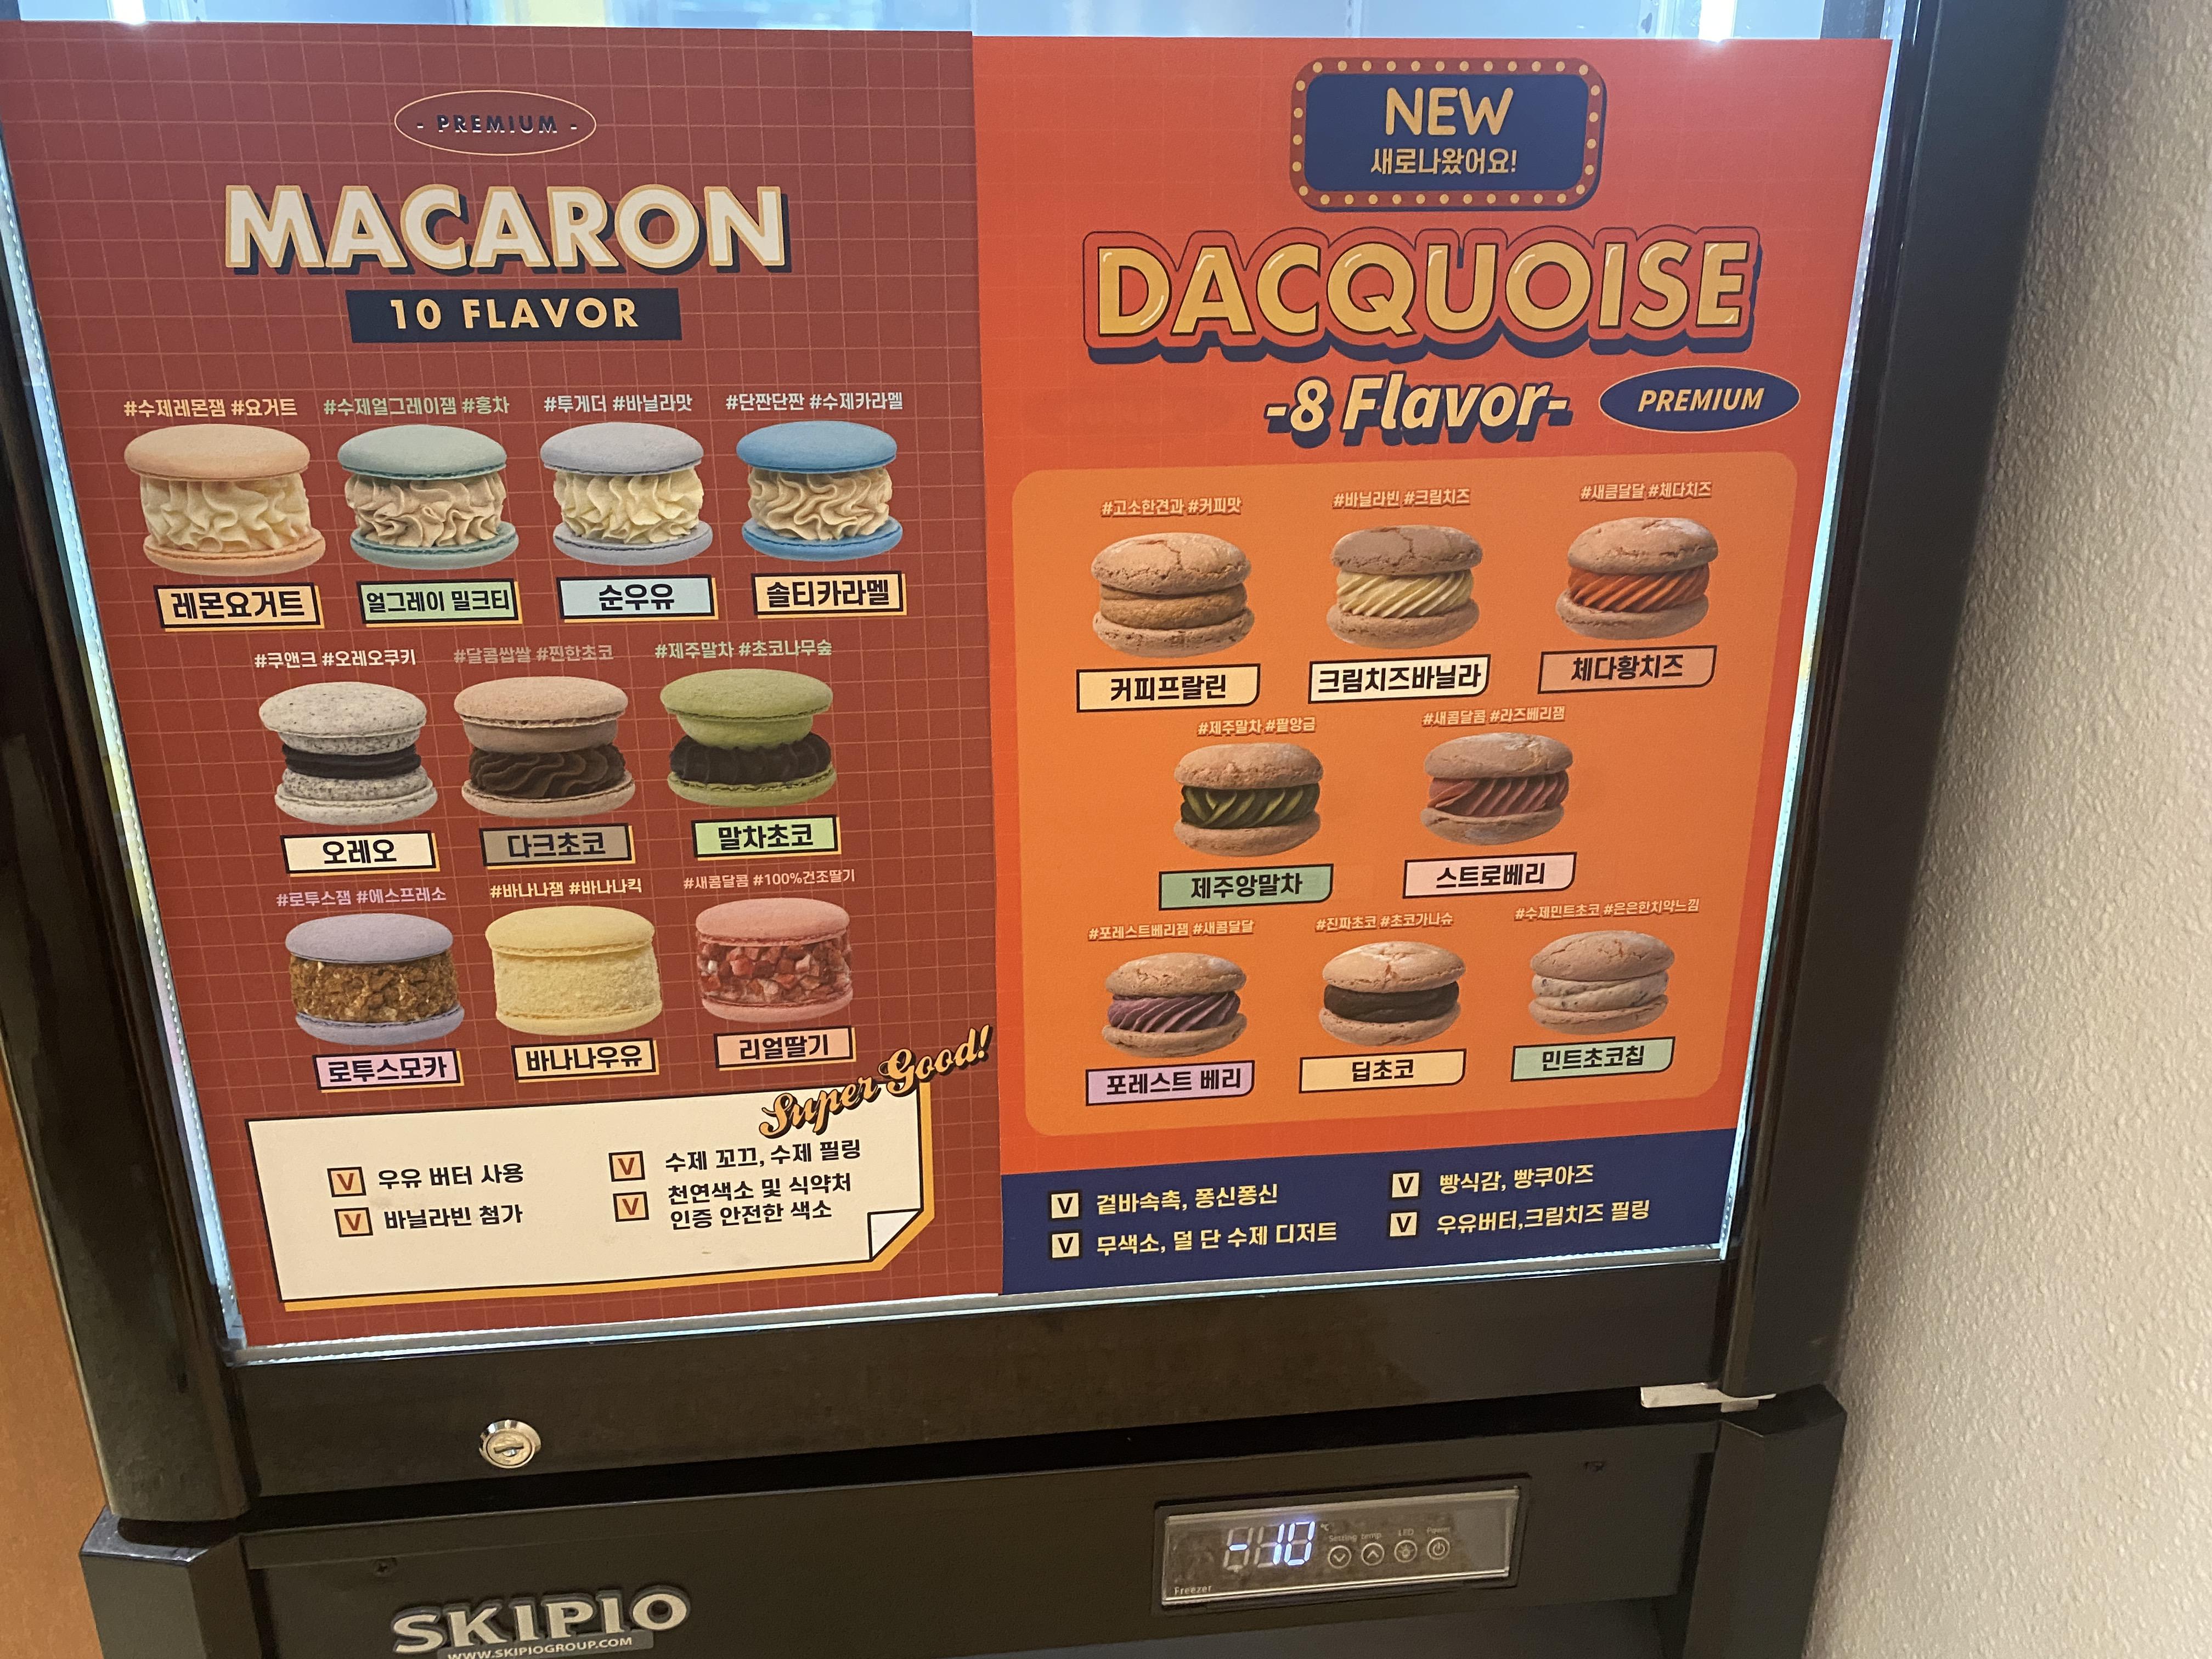 - PREMIUM -
MACARON
10 FLAVOR
#수제레몬잼 #요거트
#수제얼그레이잼 #홍차
#투게더 #바닐라맛
#단짠단짠 #수제카라멜
레몬요거트
얼그레이 밀크티
순우유
솔티카라멜
#쿠앤크 #오레오쿠키
#달콤쌉쌀 #찐한초코
#제주말차 #초코나무숲
오레오
다크초코
말차초코
#로투스잼 #에스프레소
#바나나잼 #바나나킥
#새콤달콤 #100%건조딸기
로투스모카
바나나우유
리얼딸기
Super Good!
V 우유 버터 사용
V 바닐라빈 첨가
V 수제 꼬끄, 수제 필링
V 천연색소 및 식약처
인증 안전한 색소
NEW
새로나왔어요!
DACQUOISE
-8 Flavor-
PREMIUM
#고소한견과 #커피맛
#바닐라빈 #크림치즈
#새콤달달 #체다치즈
커피프랄린
크림치즈바닐라
체다황치즈
#제주말차 #팥앙금
#새콤달콤 #라즈베리잼
제주앙말차
스트로베리
#포레스트베리잼 #새콤달달
#진짜초코 #초코가나슈
#수제민트초코 #은은한치약느낌
포레스트 베리
딥초코
민트초코칩
V 겉바속촉, 퐁신퐁신
V 무색소, 덜 단 수제 디저트
V 빵식감, 빵쿠아즈
V 우유버터,크림치즈 필링
-10
°C
Setting temp
LED
Power
Freezer
SKIPIO
WWW.SKIPIOGROUP.COM